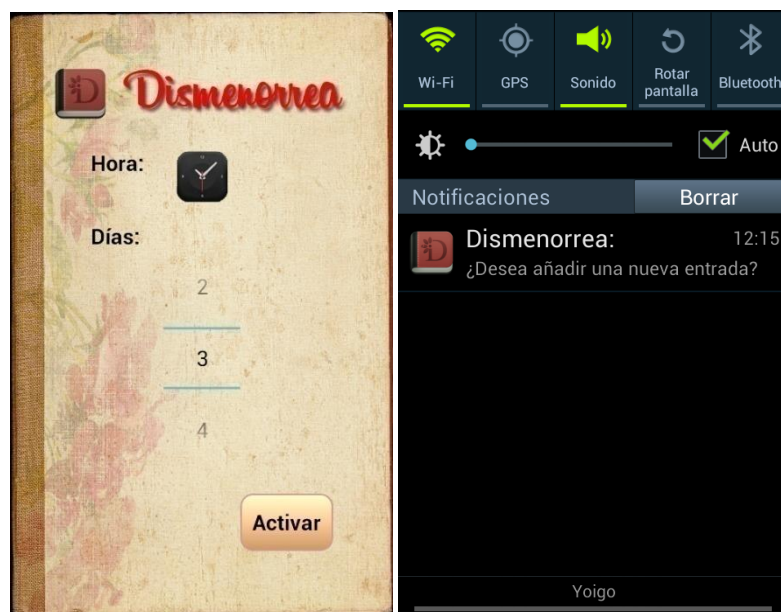 D Dismenorrea
Hora:
Días:
2
3
4
Activar
Wi-Fi
GPS
Sonido
Rotar
pantalla
Bluetooth
Auto
Notificaciones
Borrar
D Dismenorrea: 12:15
¿Desea añadir una nueva entrada?
Yoigo